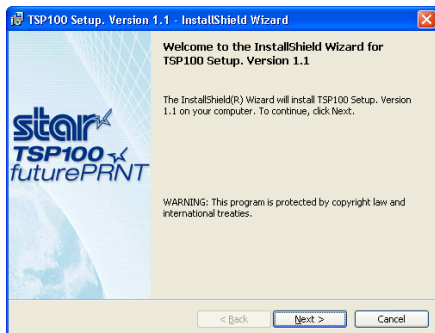 TSP100 Setup. Version 1.1 - InstallShield Wizard
Welcome to the InstallShield Wizard for
TSP100 Setup. Version 1.1
The InstallShield(R) Wizard will install TSP100 Setup. Version
1.1 on your computer. To continue, click Next.
star
TSP100
futurePRNT
WARNING: This program is protected by copyright law and
international treaties.
< Back
Next >
Cancel